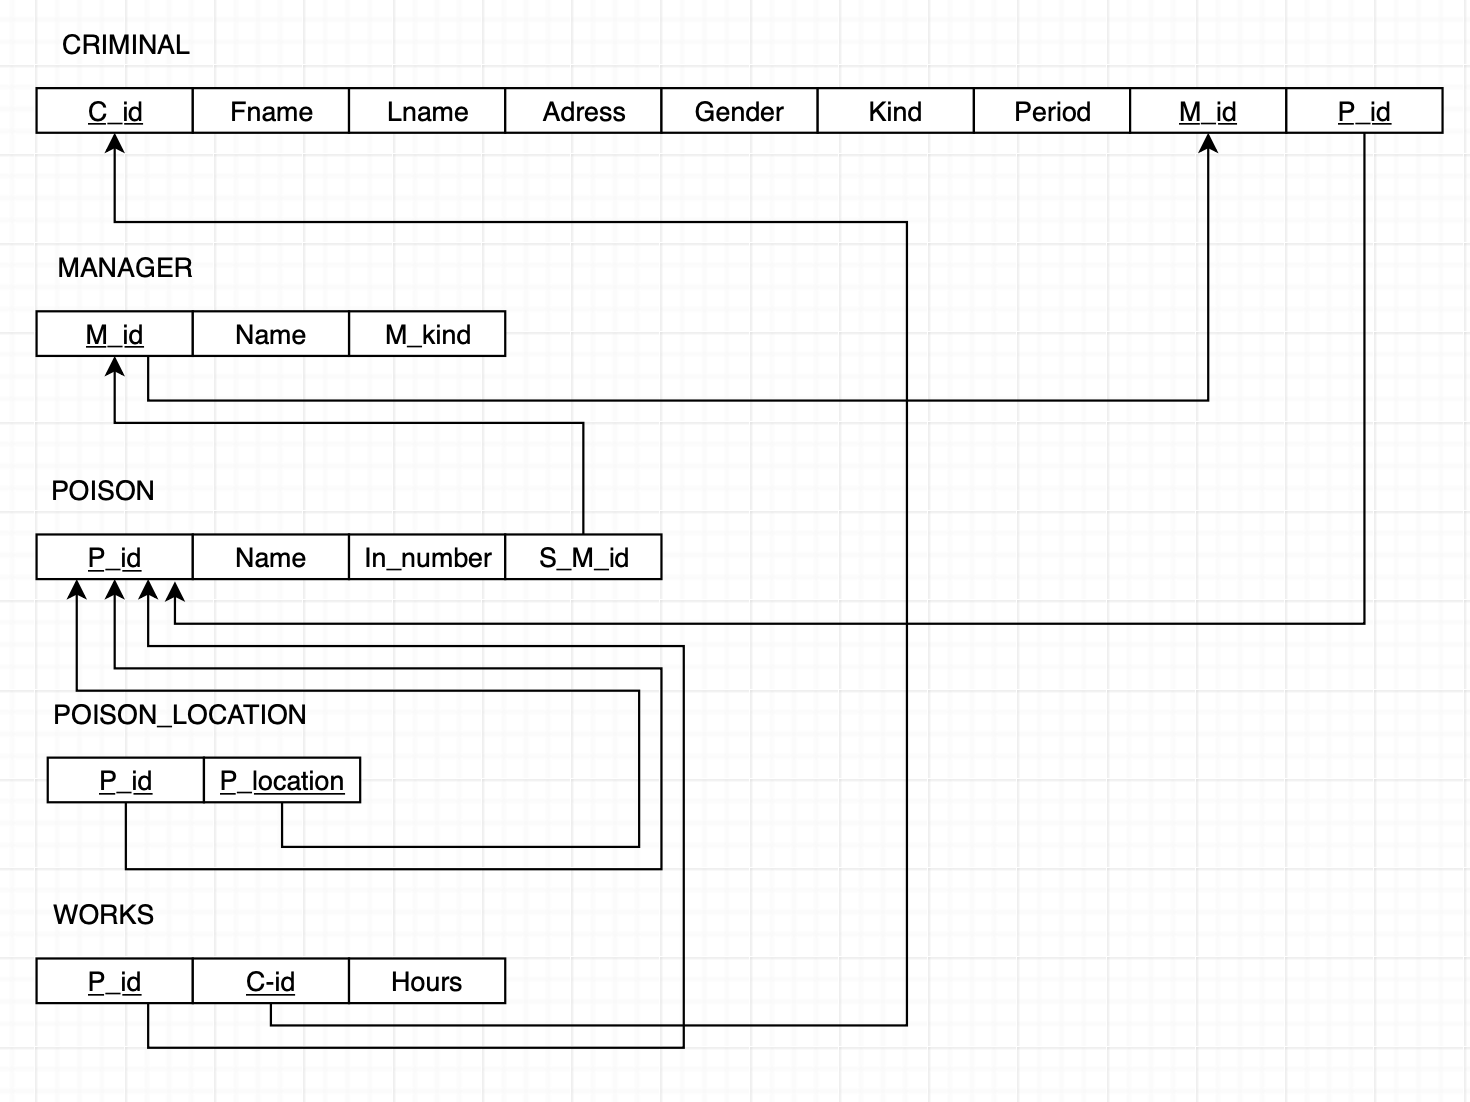 CRIMINAL
C_id Fname Lname Adress Gender Kind Period M_id P_id
MANAGER
M_id Name M_kind
POISON
P_id Name In_number S_M_id
POISON_LOCATION
P_id P_location
WORKS
P_id C-id Hours